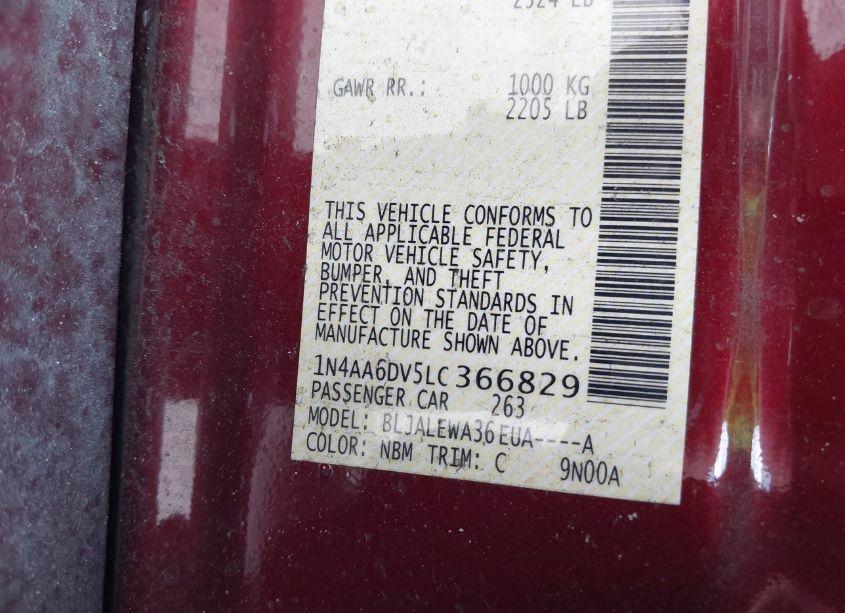 2324 LB
GAWR RR.: 1000 KG
2205 LB
THIS VEHICLE CONFORMS TO
ALL APPLICABLE FEDERAL
MOTOR VEHICLE SAFETY,
BUMPER, AND THEFT
PREVENTION STANDARDS IN
EFFECT ON THE DATE OF
MANUFACTURE SHOWN ABOVE.
1N4AA6DV5LC366829
PASSENGER CAR 263
MODEL: BLJALEWA36EUA----A
COLOR: NBM TRIM: C 9N00A